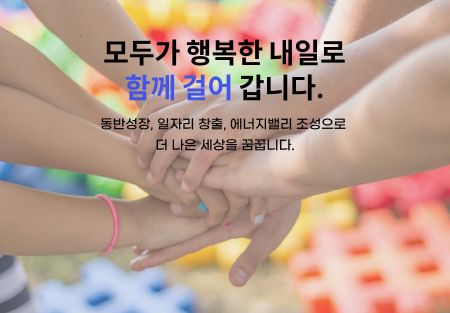 모두가 행복한 내일로
함께 걸어 갑니다.
동반성장, 일자리 창출, 에너지밸리 조성으로
더 나은 세상을 꿈꿉니다.